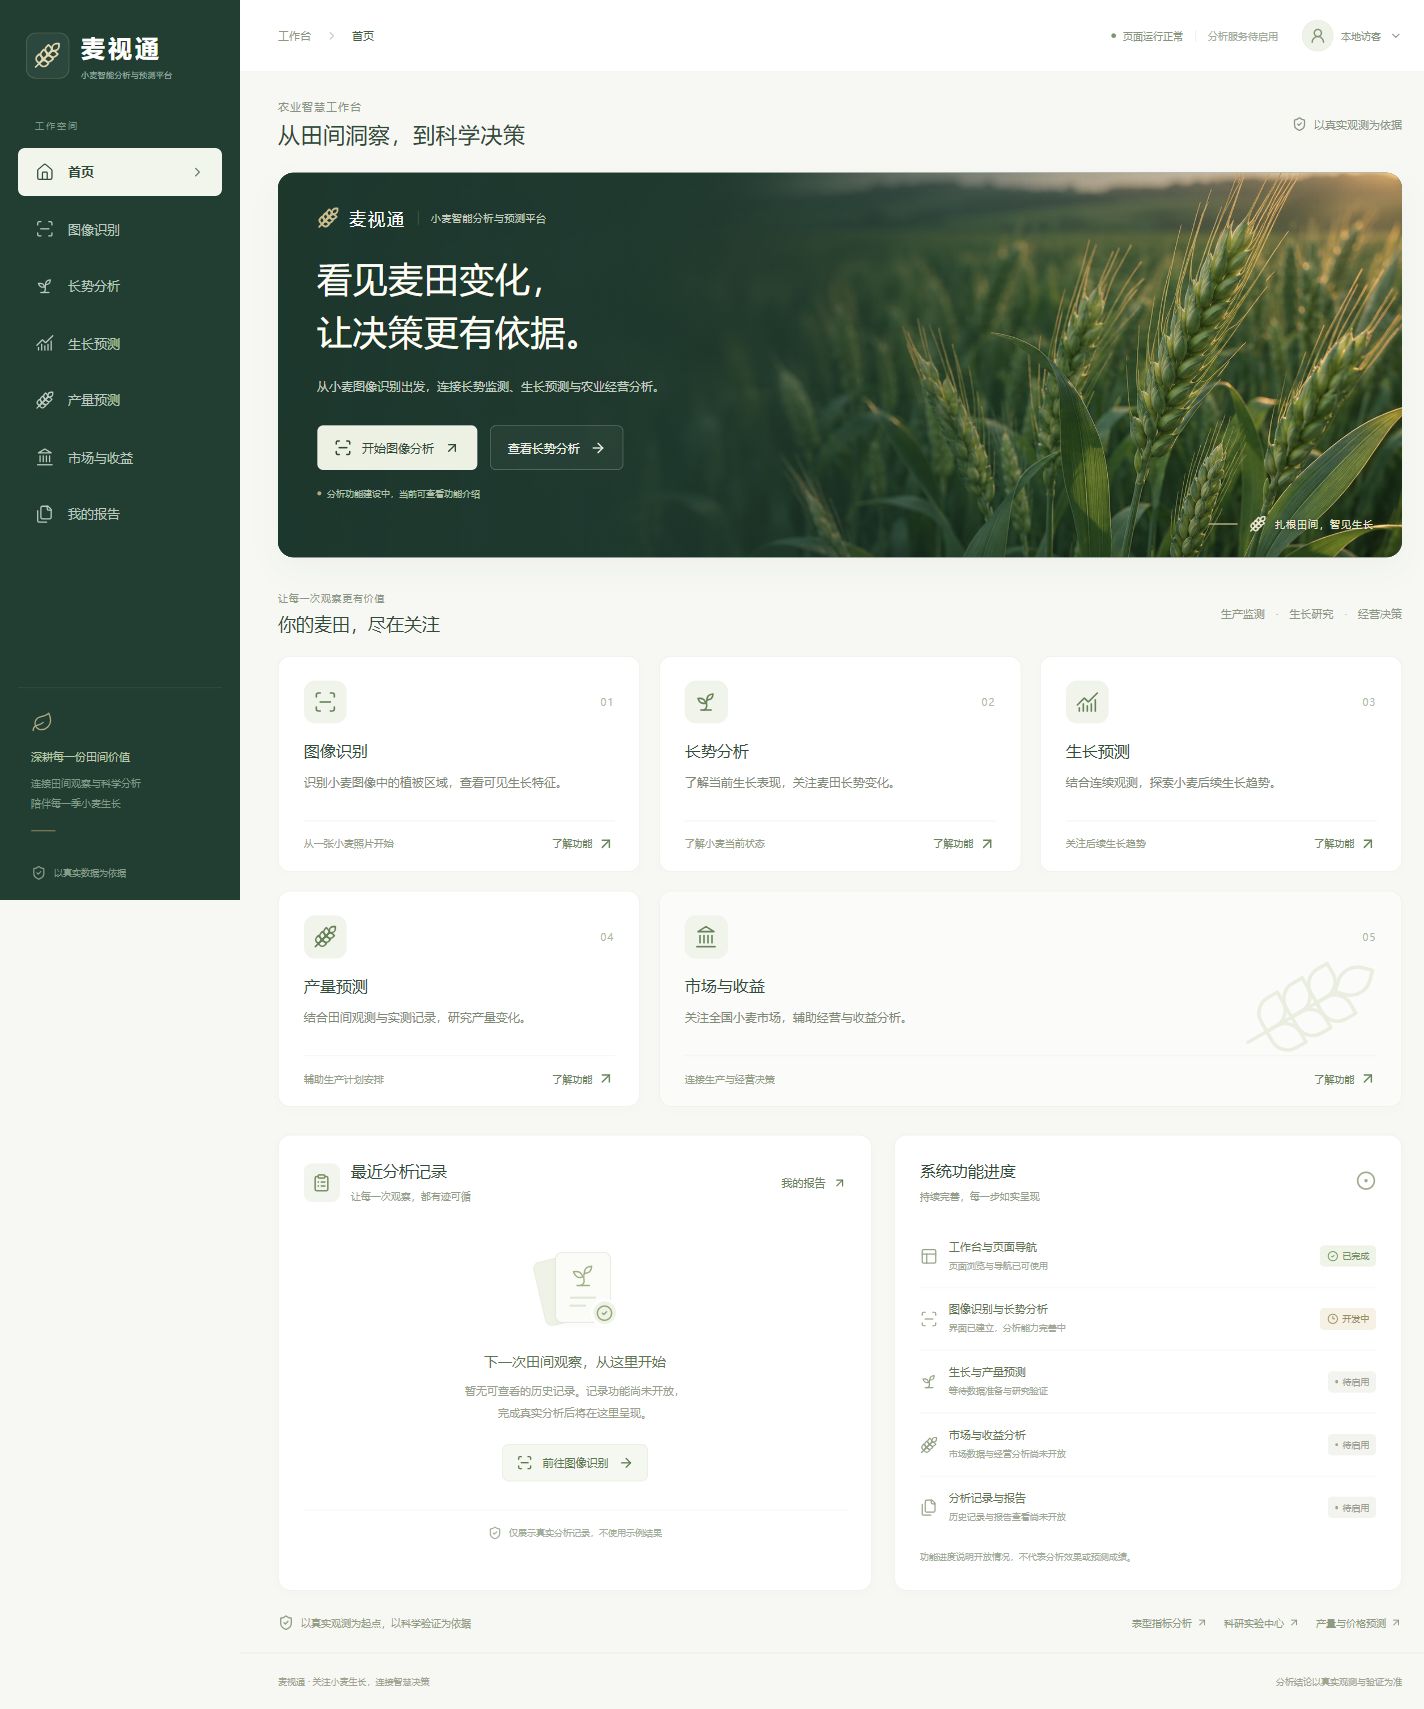 麦视通
小麦智能分析与预测平台
工作空间
首页
图像识别
长势分析
生长预测
产量预测
市场与收益
我的报告
深耕每一份田间价值
连接田间观察与科学分析
陪伴每一季小麦生长
以真实数据为依据
工作台 > 首页
页面运行正常 分析服务待启用 本地访客
农业智慧工作台
从田间洞察，到科学决策
以真实观测为依据
麦视通 小麦智能分析与预测平台
看见麦田变化，
让决策更有依据。
从小麦图像识别出发，连接长势监测、生长预测与农业经营分析。
开始图像分析 查看长势分析
分析功能建设中，当前可查看功能介绍
扎根田间，智见生长
让每一次观察更有价值
你的麦田，尽在关注
生产监测 · 生长研究 · 经营决策
01
图像识别
识别小麦图像中的植被区域，查看可见生长特征。
从一张小麦照片开始 了解功能
02
长势分析
了解当前生长表现，关注麦田长势变化。
了解小麦当前状态 了解功能
03
生长预测
结合连续观测，探索小麦后续生长趋势。
关注后续生长趋势 了解功能
04
产量预测
结合田间观测与实测记录，研究产量变化。
辅助生产计划安排 了解功能
05
市场与收益
关注全国小麦市场，辅助经营与收益分析。
连接生产与经营决策 了解功能
最近分析记录
让每一次观察，都有迹可循
我的报告
下一次田间观察，从这里开始
暂无可查看的历史记录。记录功能尚未开放，
完成真实分析后将在这里呈现。
前往图像识别
仅展示真实分析记录，不使用示例结果
系统功能进度
持续完善，每一步如实呈现
工作台与页面导航
页面浏览与导航已可使用
已完成
图像识别与长势分析
界面已建立，分析能力完善中
开发中
生长与产量预测
等待数据准备与研究验证
待启用
市场与收益分析
市场数据与经营分析尚未开放
待启用
分析记录与报告
历史记录与报告查看尚未开放
待启用
功能进度说明开放情况，不代表分析效果或预测成绩。
以真实观测为起点，以科学验证为依据
表型指标分析 科研实验中心 产量与价格预测
麦视通 · 关注小麦生长，连接智慧决策
分析结论以真实观测与验证为准